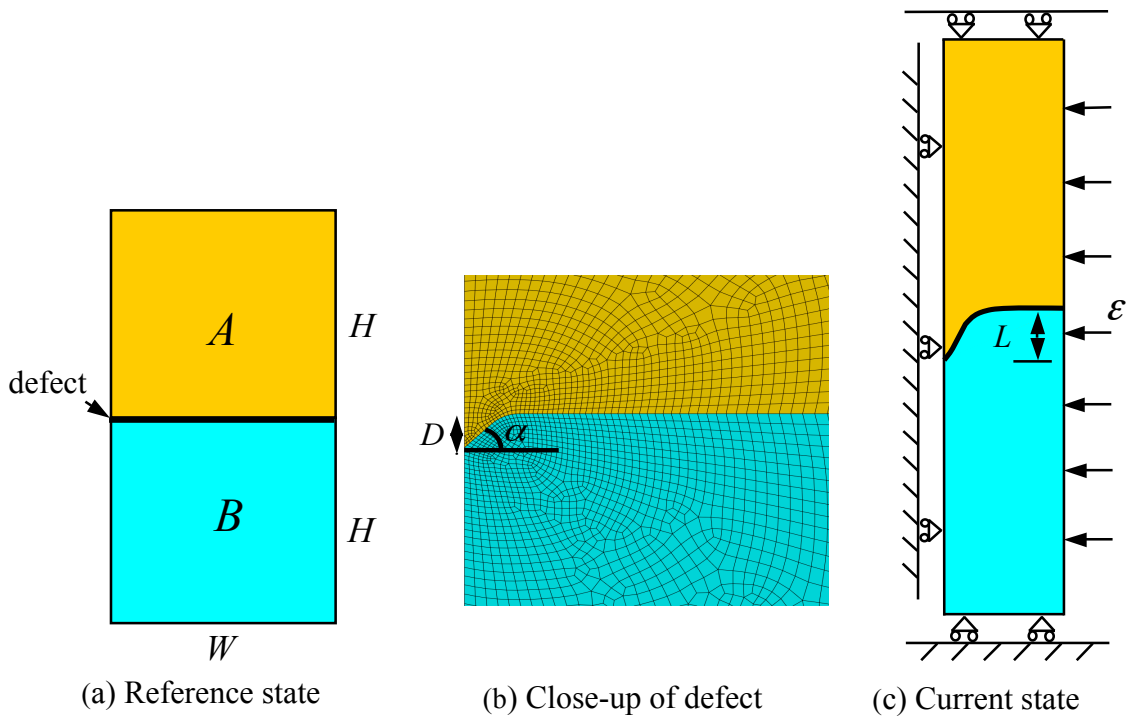 A
H
defect
B
H
W
(a) Reference state
D
α
(b) Close-up of defect
ε
L
(c) Current state